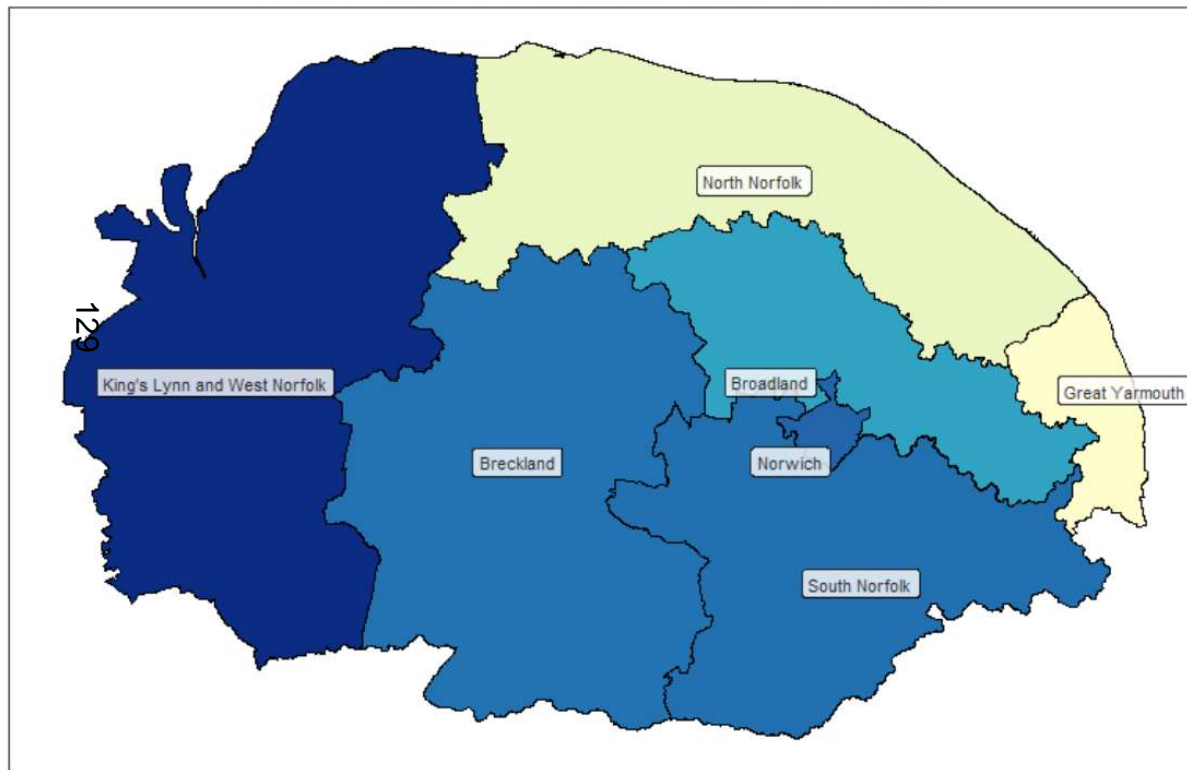 North Norfolk
129
King's Lynn and West Norfolk
Broadland
Great Yarmouth
Breckland
Norwich
South Norfolk